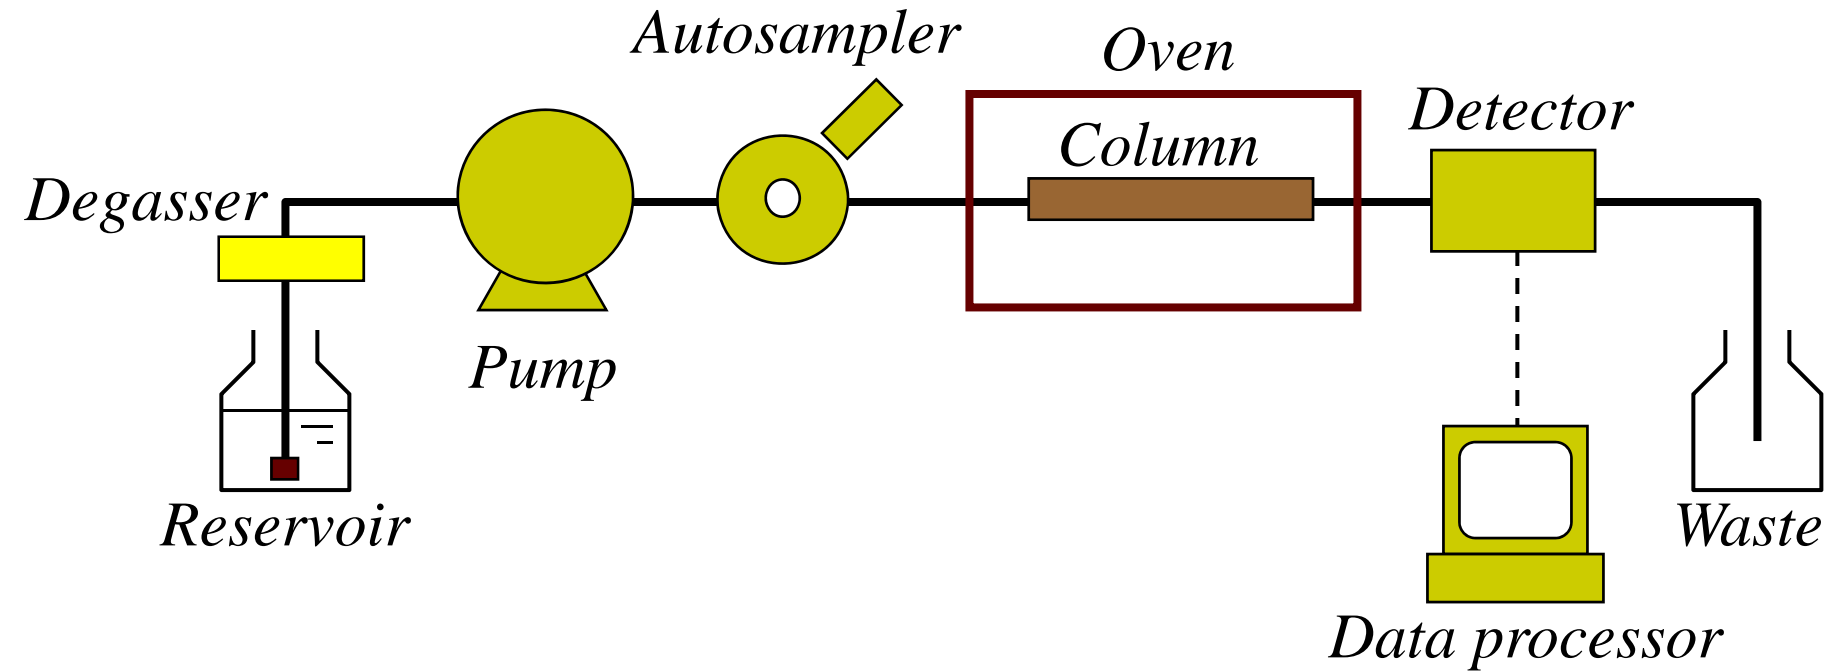 Autosampler
Oven
Detector
Column
Degasser
Pump
Reservoir
Waste
Data processor